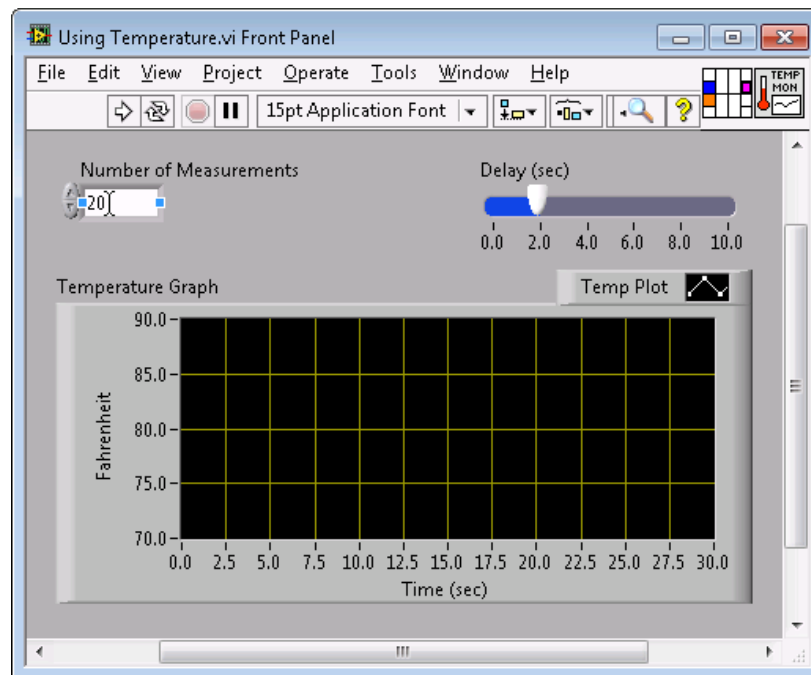 Using Temperature.vi Front Panel
File Edit View Project Operate Tools Window Help
TEMP
MON
15pt Application Font
Number of Measurements
20
Delay (sec)
0.0 2.0 4.0 6.0 8.0 10.0
Temperature Graph
Temp Plot
90.0
85.0
80.0
75.0
70.0
Fahrenheit
0.0 2.5 5.0 7.5 10.0 12.5 15.0 17.5 20.0 22.5 25.0 27.5 30.0
Time (sec)